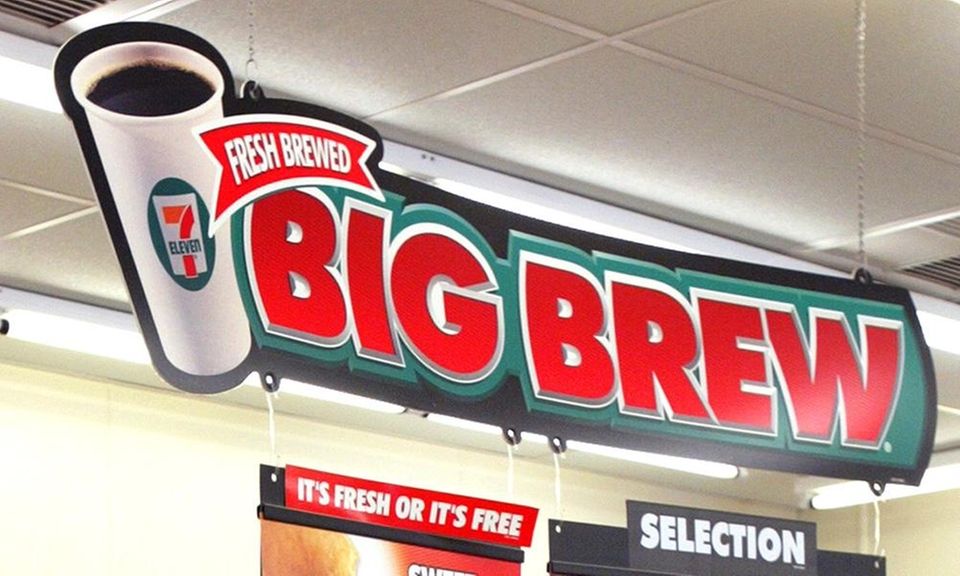 FRESH BREWED
7
ELEVEN
BIG BREW
IT'S FRESH OR IT'S FREE
SELECTION